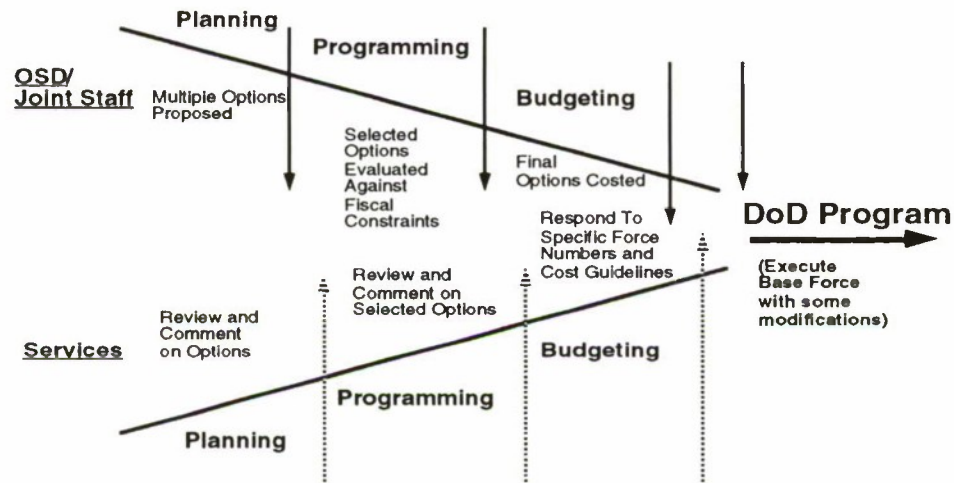 Planning
Programming
OSD/
Joint Staff
Multiple Options
Proposed
Budgeting
Selected
Options
Evaluated
Against
Fiscal
Constraints
Final
Options Costed
DoD Program
Respond To
Specific Force
Numbers and
Cost Guidelines
(Execute
Base Force
with some
modifications)
Review and
Comment on
Selected Options
Review and
Comment
on Options
Services
Budgeting
Programming
Planning